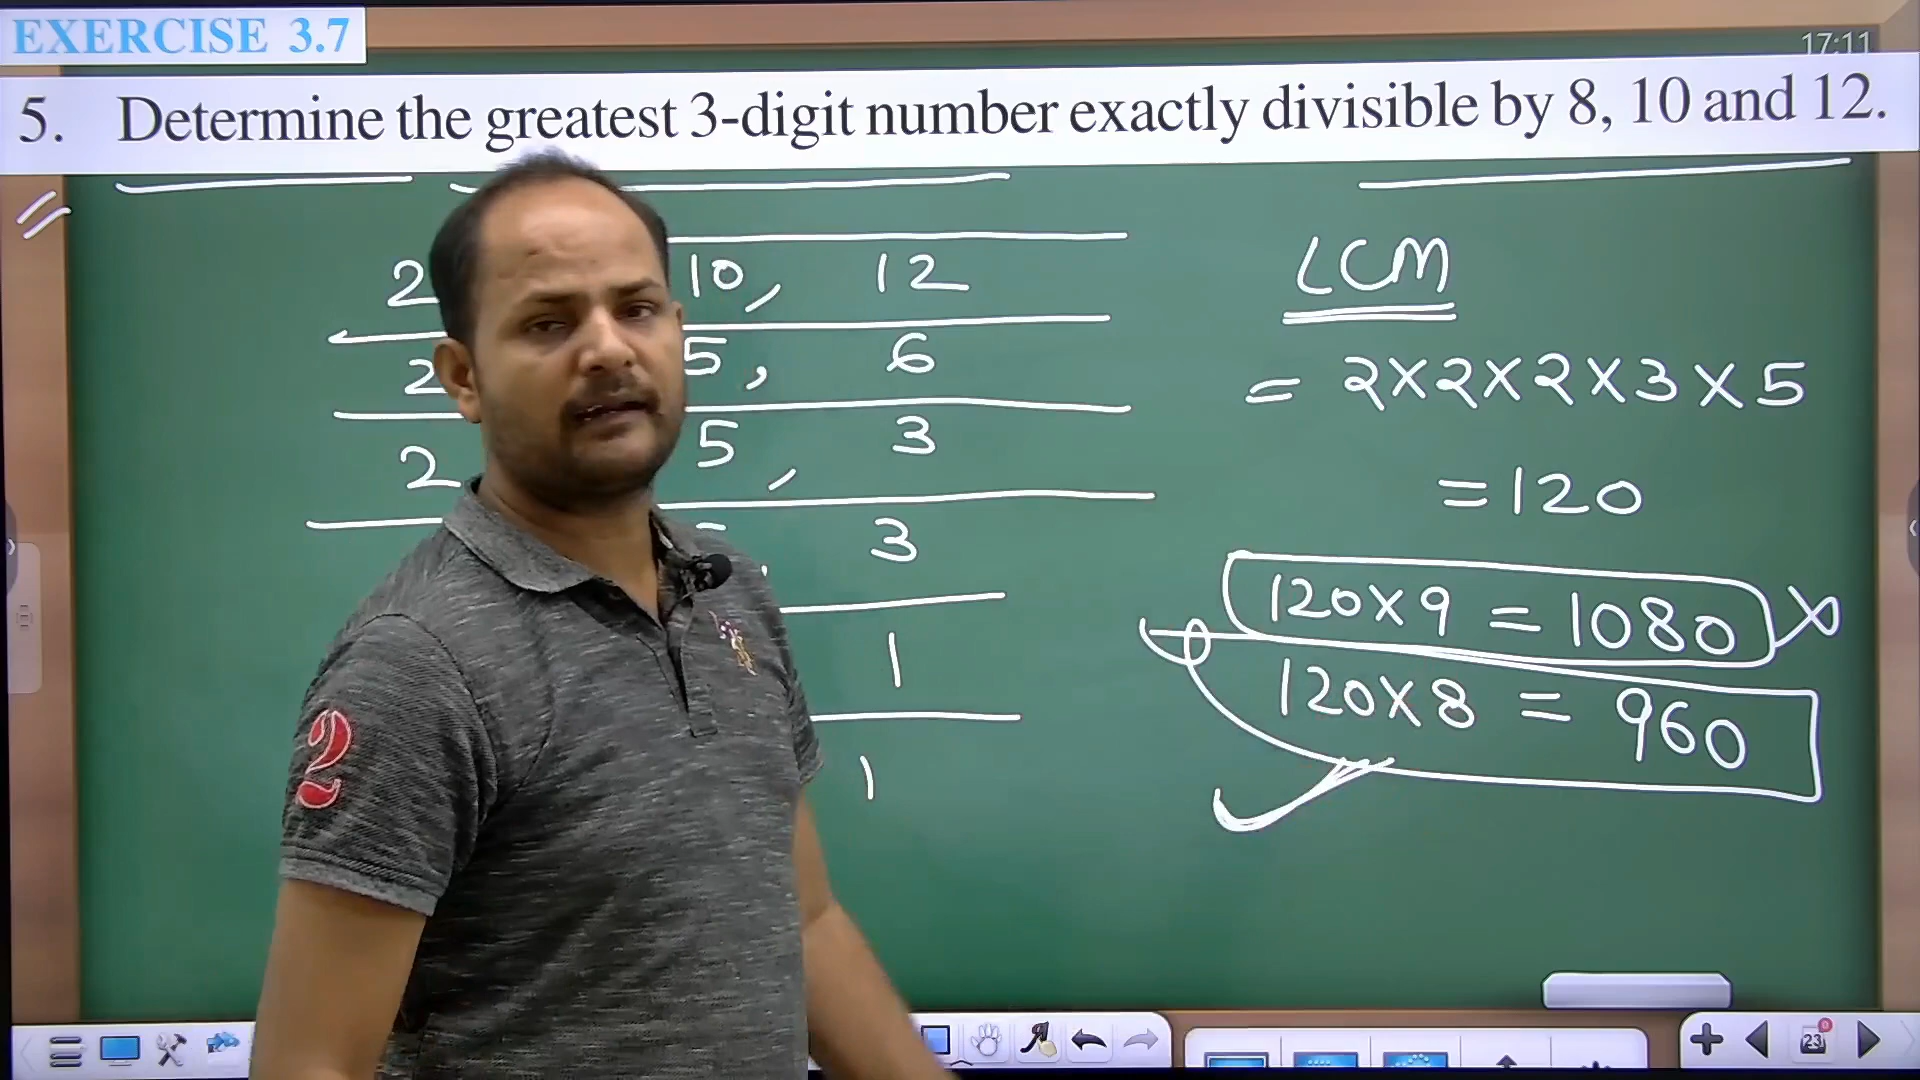 EXERCISE 3.7
17:11
5. Determine the greatest 3-digit number exactly divisible by 8, 10 and 12.
2 10, 12
2 5, 6
2 5, 3
3
1
1
LCM
= 2×2×2×3×5
=120
120×9 = 1080 ×
120×8 = 960
2
23